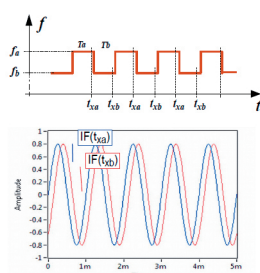 f
Ta Tb
fa
fb
t
txa txb txa txb txa txb
1
0.8
IF(txa)
0.6
IF(txb)
0.4
0.2
0
-0.2
-0.4
-0.6
-0.8
-1
Amplitude
0 1m 2m 3m 4m 5m